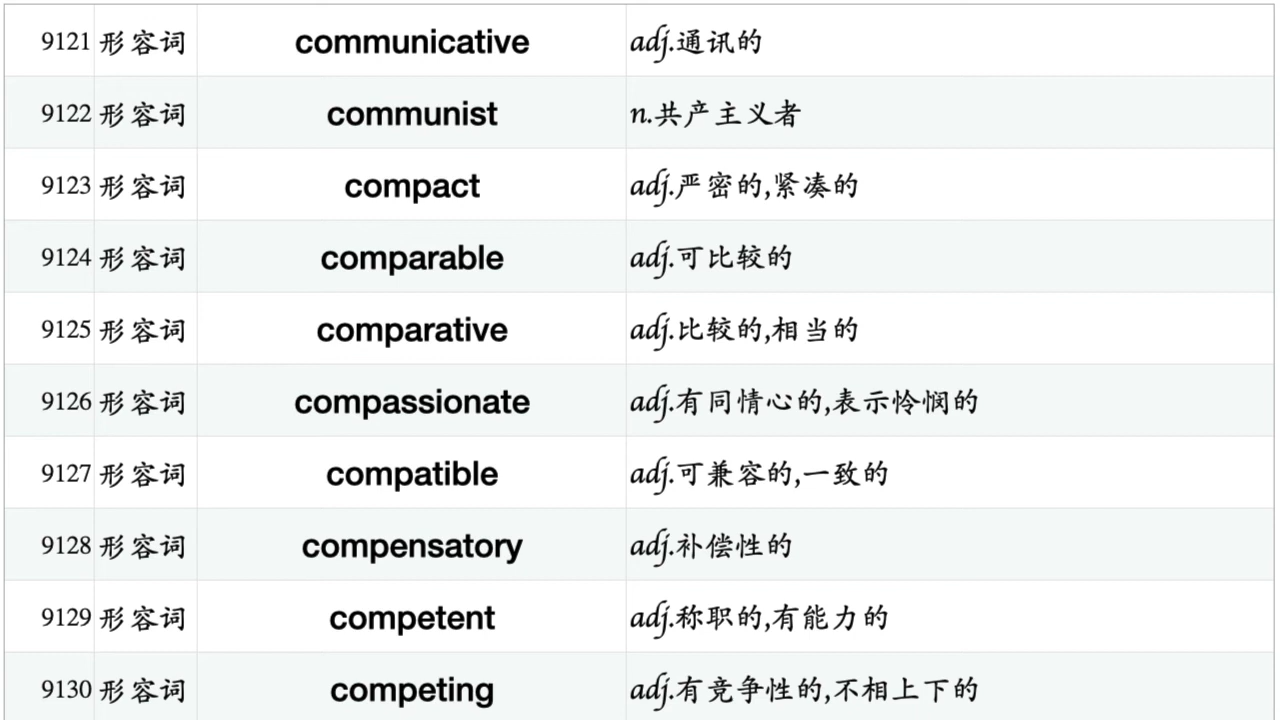 9121 形容词 communicative adj.通讯的
9122 形容词 communist n.共产主义者
9123 形容词 compact adj.严密的,紧凑的
9124 形容词 comparable adj.可比较的
9125 形容词 comparative adj.比较的,相当的
9126 形容词 compassionate adj.有同情心的,表示怜悯的
9127 形容词 compatible adj.可兼容的,一致的
9128 形容词 compensatory adj.补偿性的
9129 形容词 competent adj.称职的,有能力的
9130 形容词 competing adj.有竞争性的,不相上下的